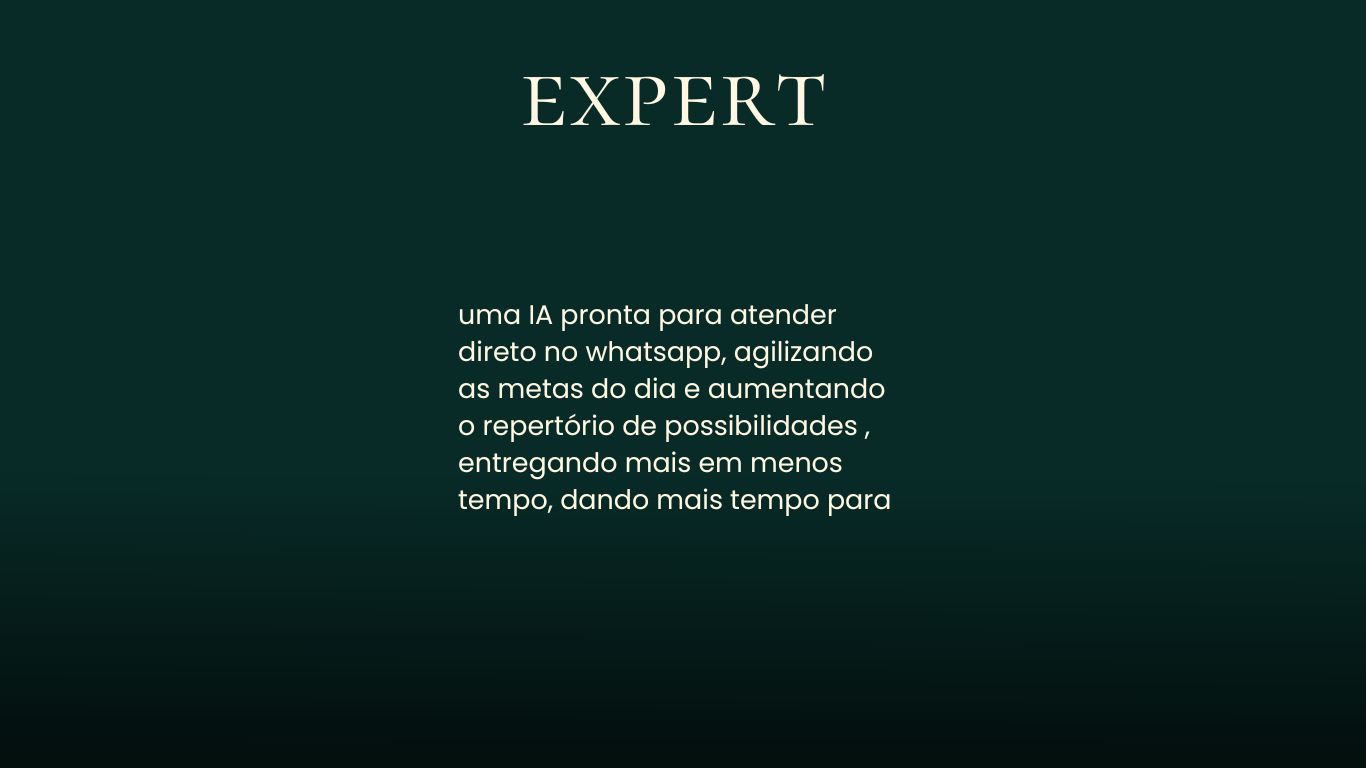 EXPERT
uma IA pronta para atender
direto no whatsapp, agilizando
as metas do dia e aumentando
o repertório de possibilidades ,
entregando mais em menos
tempo, dando mais tempo para